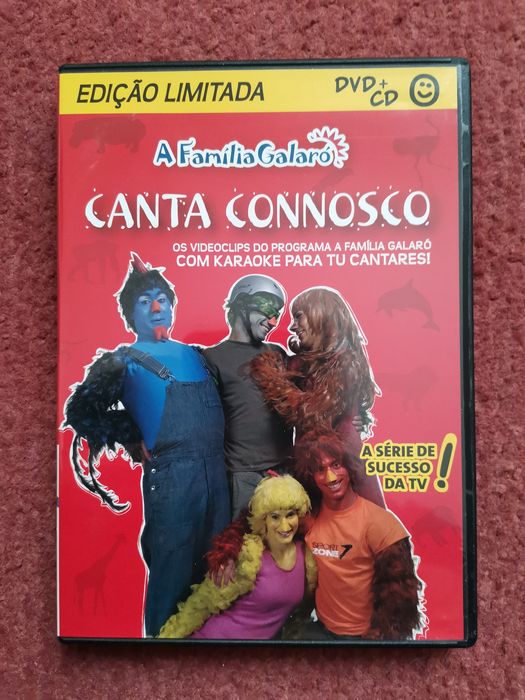 EDIÇÃO LIMITADA
DVD + CD
A Família Galaró
CANTA CONNOSCO
OS VIDEOCLIPS DO PROGRAMA A FAMÍLIA GALARÓ
COM KARAOKE PARA TU CANTARES!
A SÉRIE DE
SUCESSO
DA TV!
SPORT
ZONE